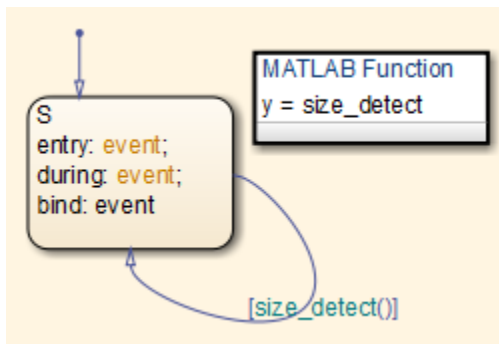 MATLAB Function
y = size_detect
S
entry: event;
during: event;
bind: event
[size_detect()]